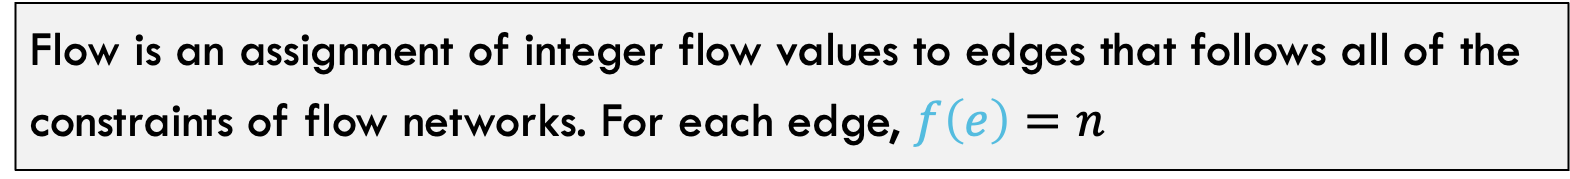 Flow is an assignment of integer flow values to edges that follows all of the
constraints of flow networks. For each edge, f(e) = n